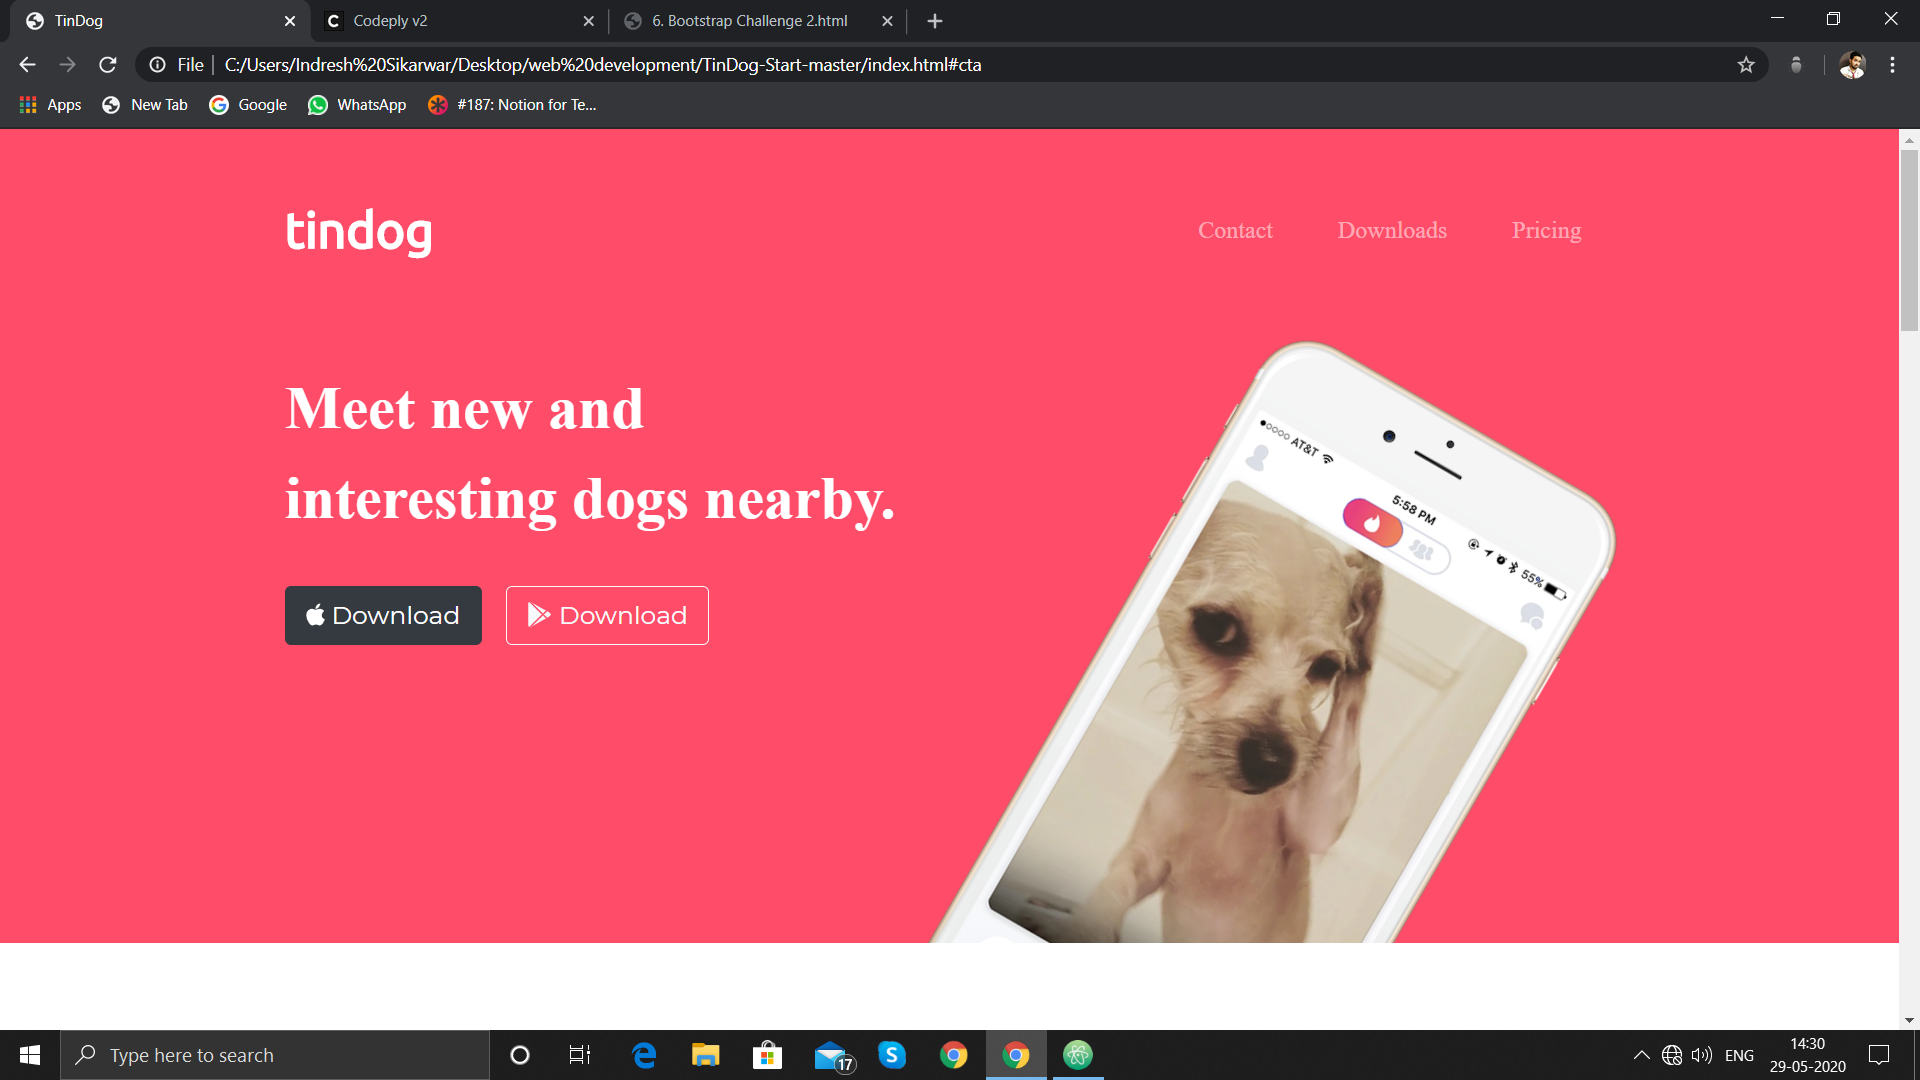 TinDog
Codeply v2
6. Bootstrap Challenge 2.html
File
C:/Users/Indresh%20Sikarwar/Desktop/web%20development/TinDog-Start-master/index.html#cta
Apps
New Tab
Google
WhatsApp
#187: Notion for Te...
tindog
Contact
Downloads
Pricing
Meet new and
interesting dogs nearby.
Download
Download
AT&T
5:58 PM
55%
Type here to search
17
ENG
14:30
29-05-2020